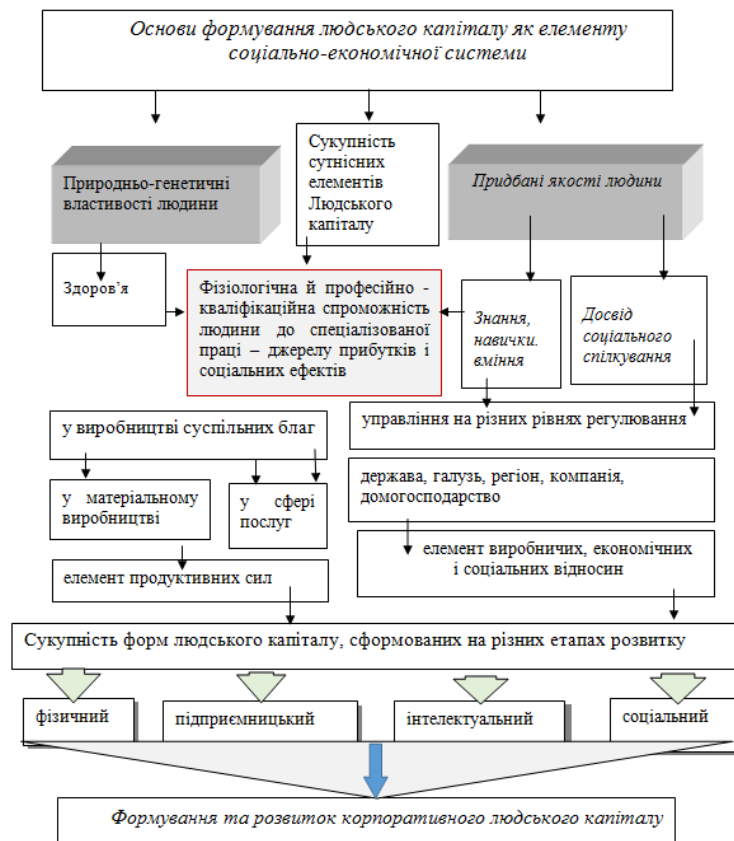 Основи формування людського капіталу як елементу
соціально-економічної системи
Сукупність
сутнісних
елементів
Людського
капіталу
Природньо-генетичні
властивості людини
Придбані якості людини
Здоров’я
Фізіологічна й професійно -
кваліфікаційна спроможність
людини до спеціалізованої
праці – джерелу прибутків і
соціальних ефектів
Знання,
навички.
вміння
Досвід
соціального
спілкування
у виробництві суспільних благ
управління на різних рівнях регулювання
у матеріальному
виробництві
у сфері
послуг
держава, галузь, регіон, компанія,
домогосподарство
елемент виробничих, економічних
і соціальних відносин
елемент продуктивних сил
Сукупність форм людського капіталу, сформованих на різних етапах розвитку
фізичний
підприємницький
інтелектуальний
соціальний
Формування та розвиток корпоративного людського капіталу